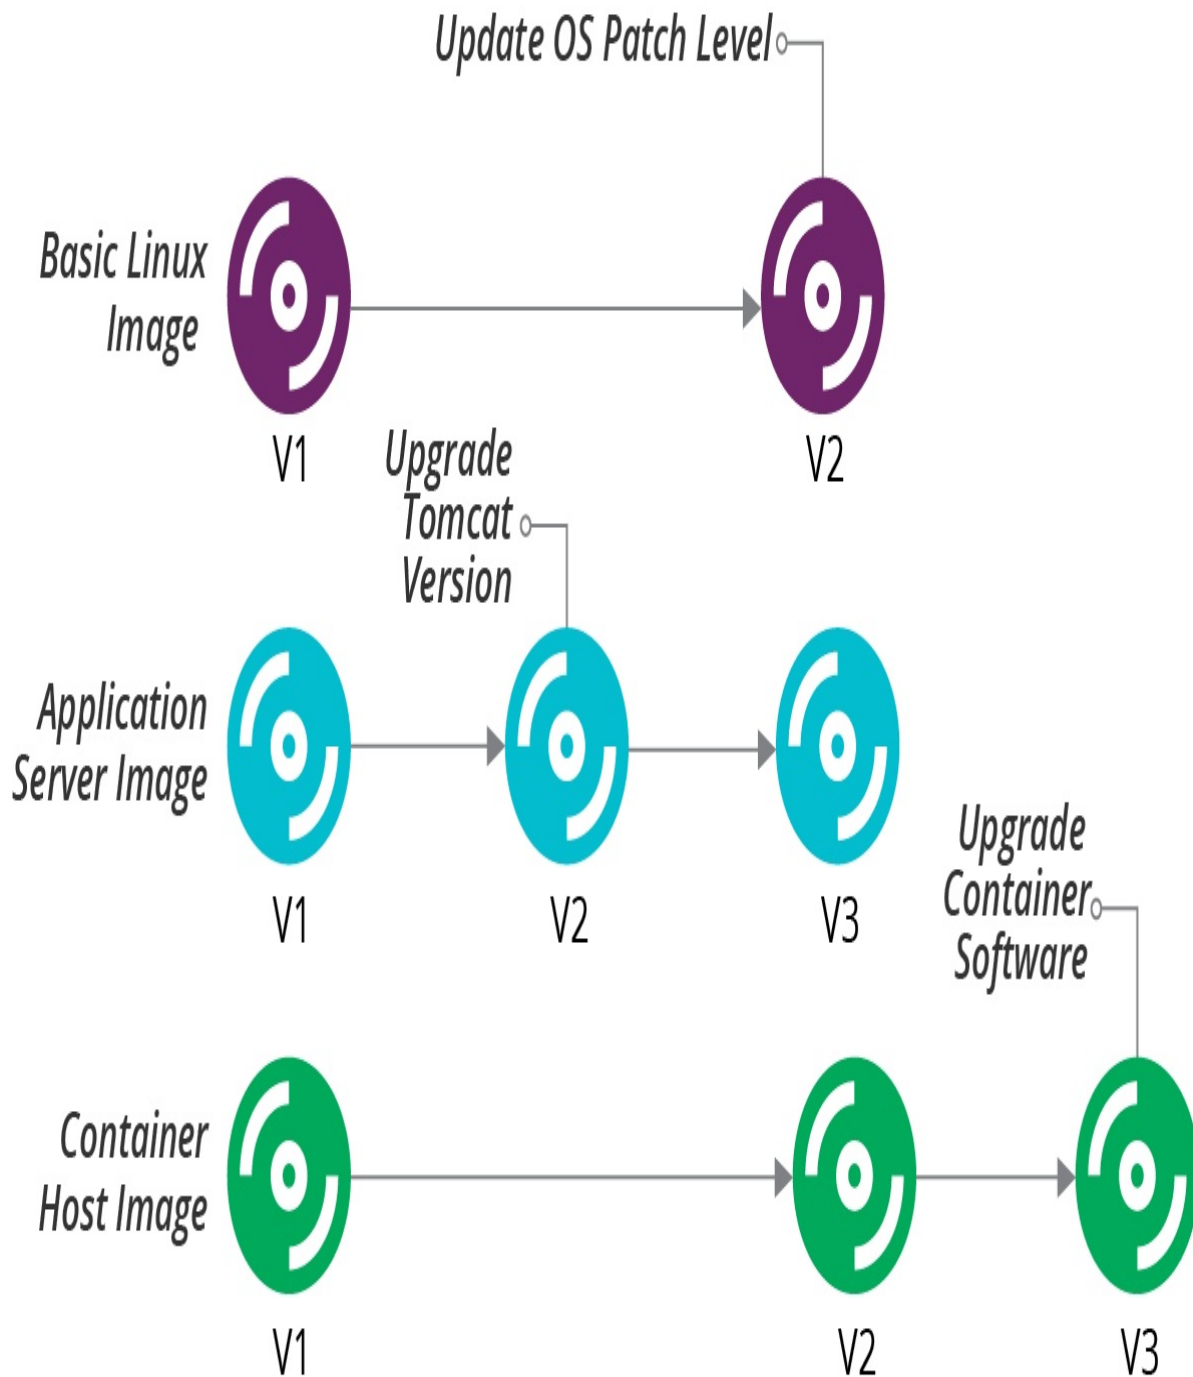 Update OS Patch Level
Basic Linux
Image
V1
V2
Upgrade
Tomcat
Version
Application
Server Image
V1
V2
V3
Upgrade
Container
Software
Container
Host Image
V1
V2
V3